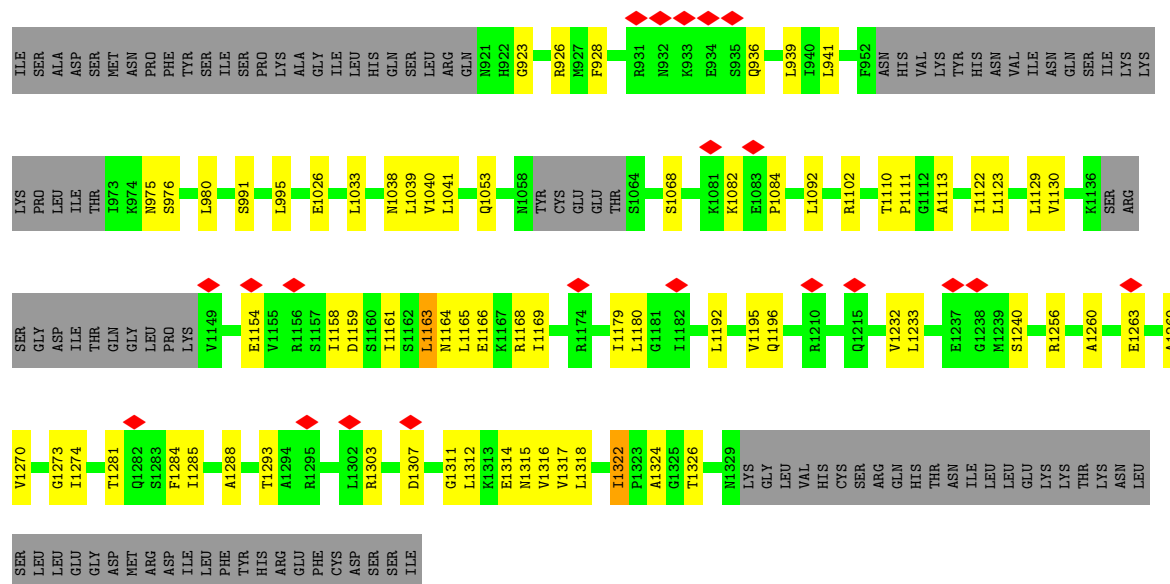 ILE SER ALA ASP SER MET ASN PRO PHE TYR SER ILE SER PRO LYS ALA GLY ILE LEU HIS GLN SER LEU ARG GLN N921 H922 G923 R926 M927 F928 R931 N932 K933 E934 S935 Q936 L939 I940 L941 F952 ASN HIS VAL LYS TYR HIS ASN VAL ILE ASN GLN SER ILE LYS LYS
LYS PRO LEU ILE THR I973 K974 N975 S976 L980 S991 L995 E1026 L1033 N1038 L1039 V1040 L1041 Q1053 N1058 TYR CYS GLU GLU THR S1064 S1068 K1081 K1082 E1083 P1084 L1092 R1102 T1110 P1111 G1112 A1113 I1122 L1123 L1129 V1130 K1136 SER ARG
SER GLY ASP ILE THR GLN GLY LEU PRO LYS V1149 E1154 V1155 R1156 S1157 I1158 D1159 S1160 I1161 S1162 L1163 N1164 L1165 E1166 K1167 R1168 I1169 R1174 I1179 L1180 G1181 I1182 L1192 V1195 Q1196 R1210 Q1215 V1232 L1233 E1237 G1238 M1239 S1240 R1256 A1260 E1263
V1270 G1273 I1274 T1281 Q1282 S1283 F1284 I1285 A1288 T1293 A1294 R1295 L1302 R1303 D1307 G1311 L1312 K1313 E1314 N1315 V1316 V1317 L1318 I1322 P1323 A1324 G1325 T1326 N1329 LYS GLY LEU VAL HIS CYS SER ARG GLN HIS THR ASN ILE LEU LEU GLU LYS LYS THR LYS ASN LEU
SER LEU LEU GLU GLY ASP MET ARG ASP ILE LEU PHE TYR HIS ARG GLU PHE CYS ASP SER SER ILE